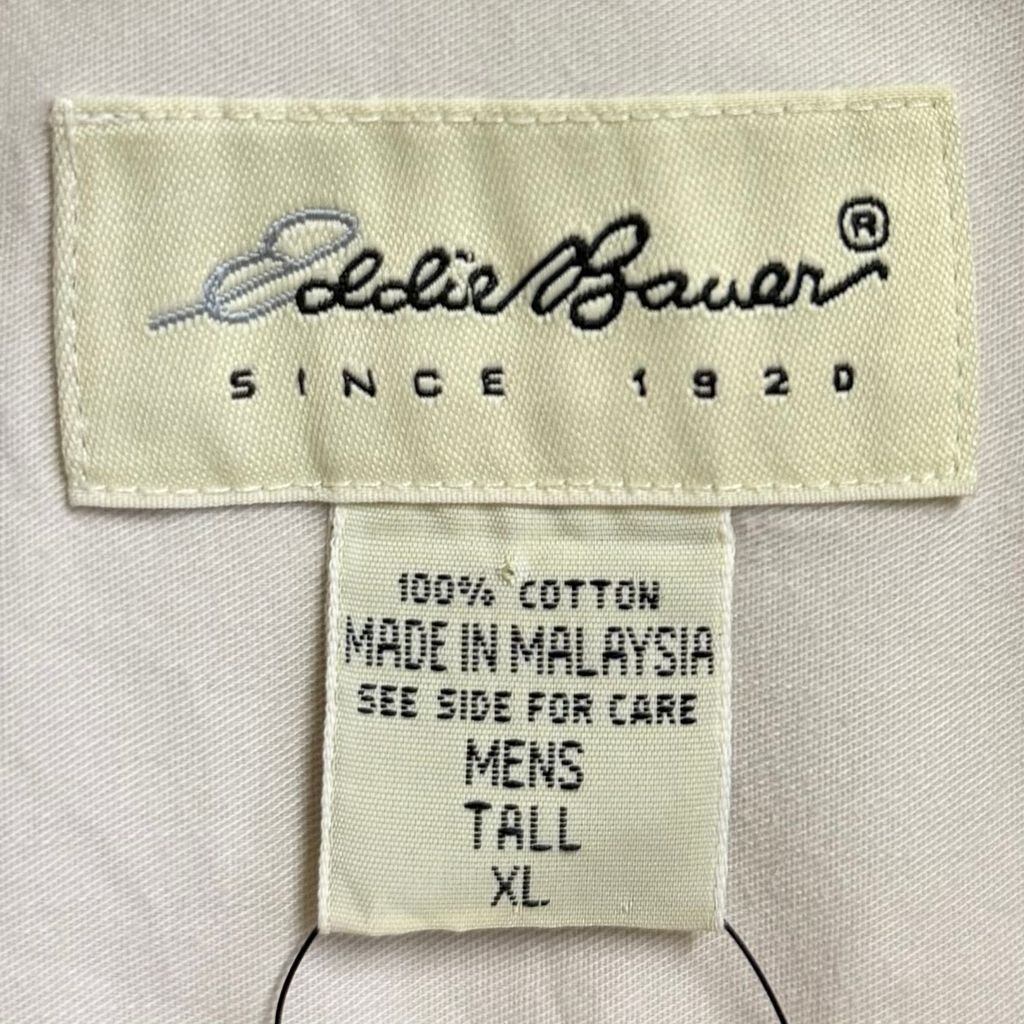 Eddie Bauer®
SINCE 1920
100% COTTON
MADE IN MALAYSIA
SEE SIDE FOR CARE
MENS
TALL
XL